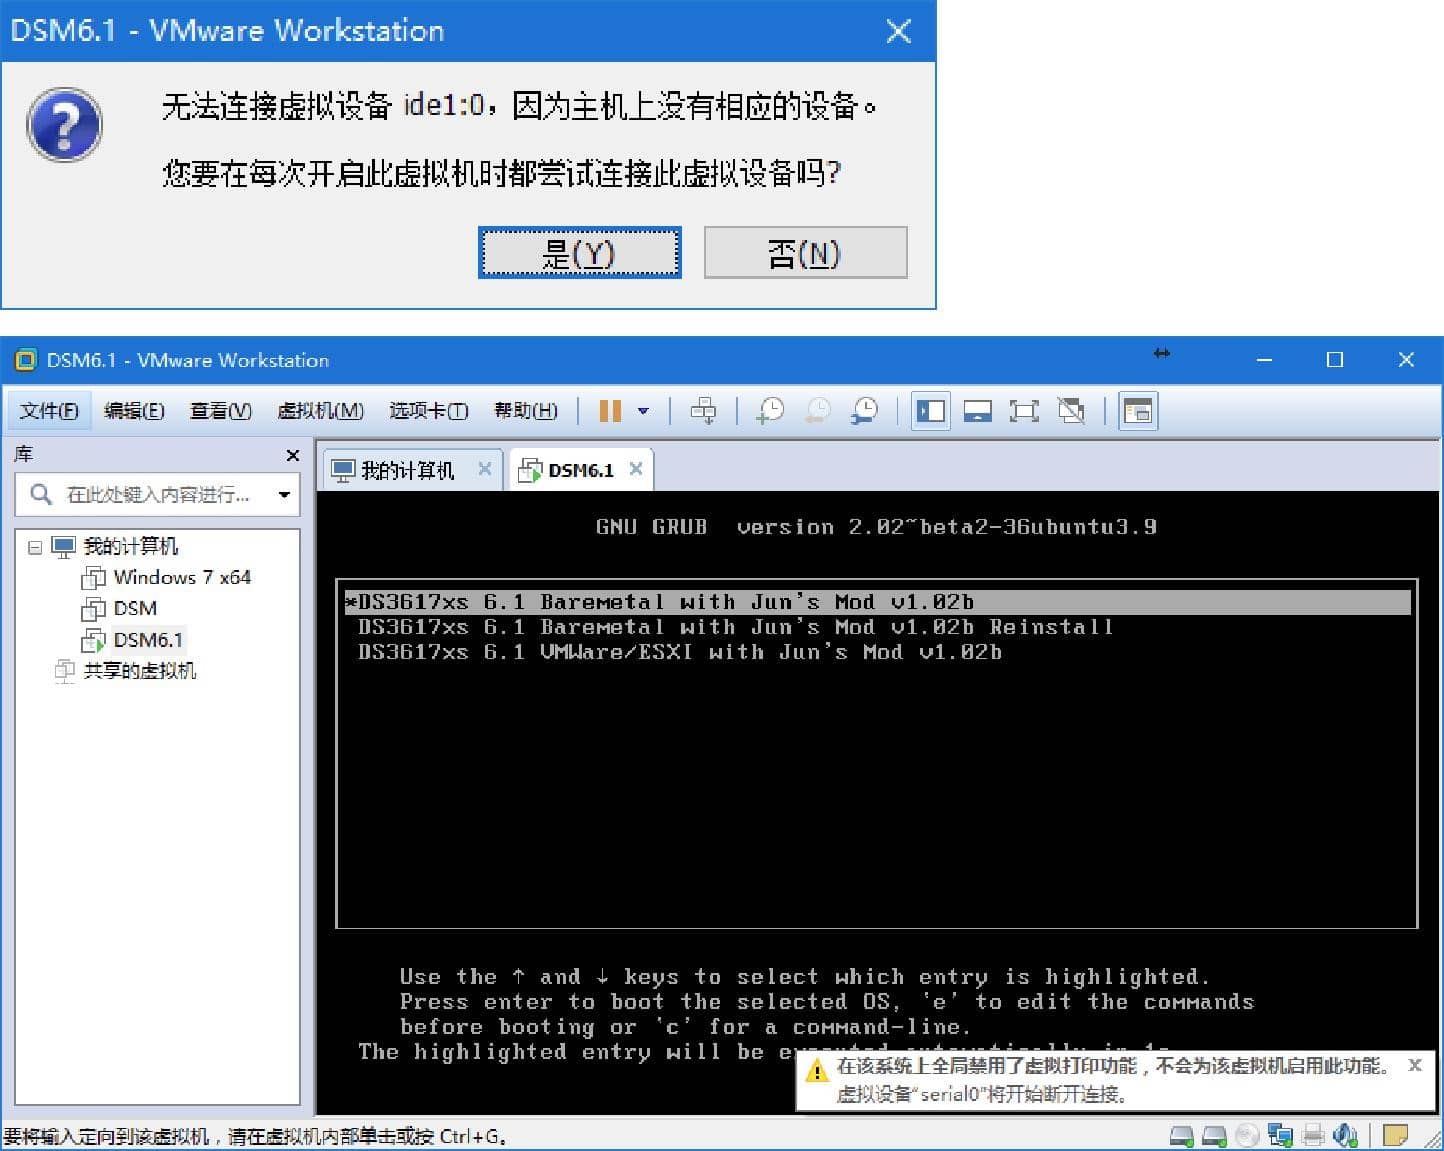 DSM6.1 - VMware Workstation
无法连接虚拟设备 ide1:0，因为主机上没有相应的设备。
您要在每次开启此虚拟机时都尝试连接此虚拟设备吗?
是(Y) 否(N)
DSM6.1 - VMware Workstation
文件(F) 编辑(E) 查看(V) 虚拟机(M) 选项卡(T) 帮助(H)
库
在此处键入内容进行...
我的计算机
Windows 7 x64
DSM
DSM6.1
共享的虚拟机
我的计算机 DSM6.1
GNU GRUB version 2.02~beta2-36ubuntu3.9
*DS3617xs 6.1 Baremetal with Jun's Mod v1.02b
DS3617xs 6.1 Baremetal with Jun's Mod v1.02b Reinstall
DS3617xs 6.1 VMWare/ESXI with Jun's Mod v1.02b
Use the ↑ and ↓ keys to select which entry is highlighted.
Press enter to boot the selected OS, 'e' to edit the commands
before booting or 'c' for a command-line.
The highlighted entry will be executed automatically in 1s
在该系统上全局禁用了虚拟打印功能，不会为该虚拟机启用此功能。
虚拟设备“serial0”将开始断开连接。
要将输入定向到该虚拟机，请在虚拟机内部单击或按 Ctrl+G。